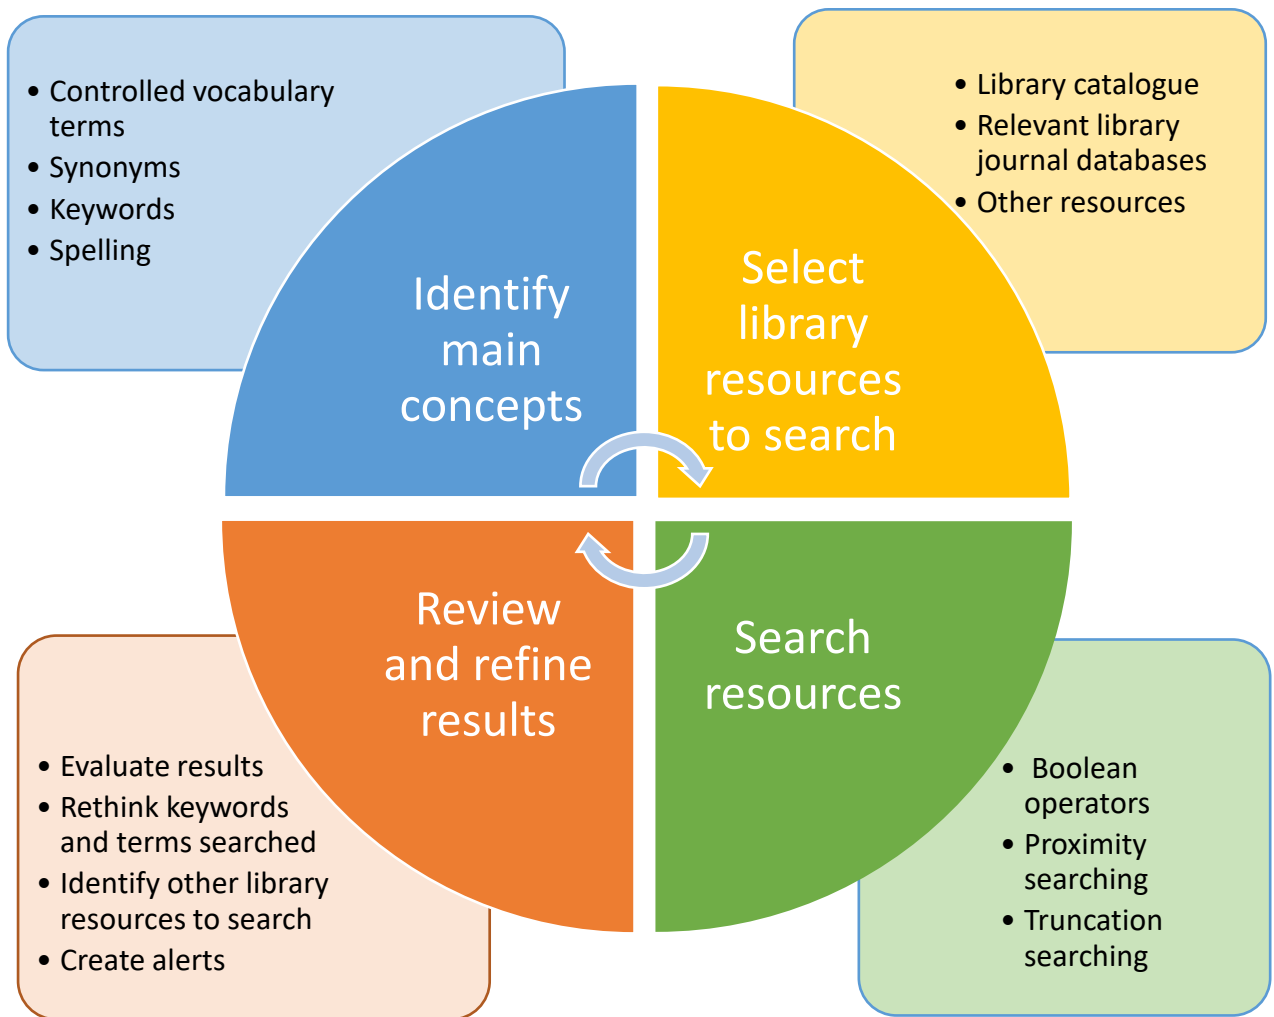 • Controlled vocabulary
terms
• Synonyms
• Keywords
• Spelling
Identify
main
concepts
• Library catalogue
• Relevant library
journal databases
• Other resources
Select
library
resources
to search
Review
and refine
results
• Evaluate results
• Rethink keywords
and terms searched
• Identify other library
resources to search
• Create alerts
Search
resources
• Boolean
operators
• Proximity
searching
• Truncation
searching